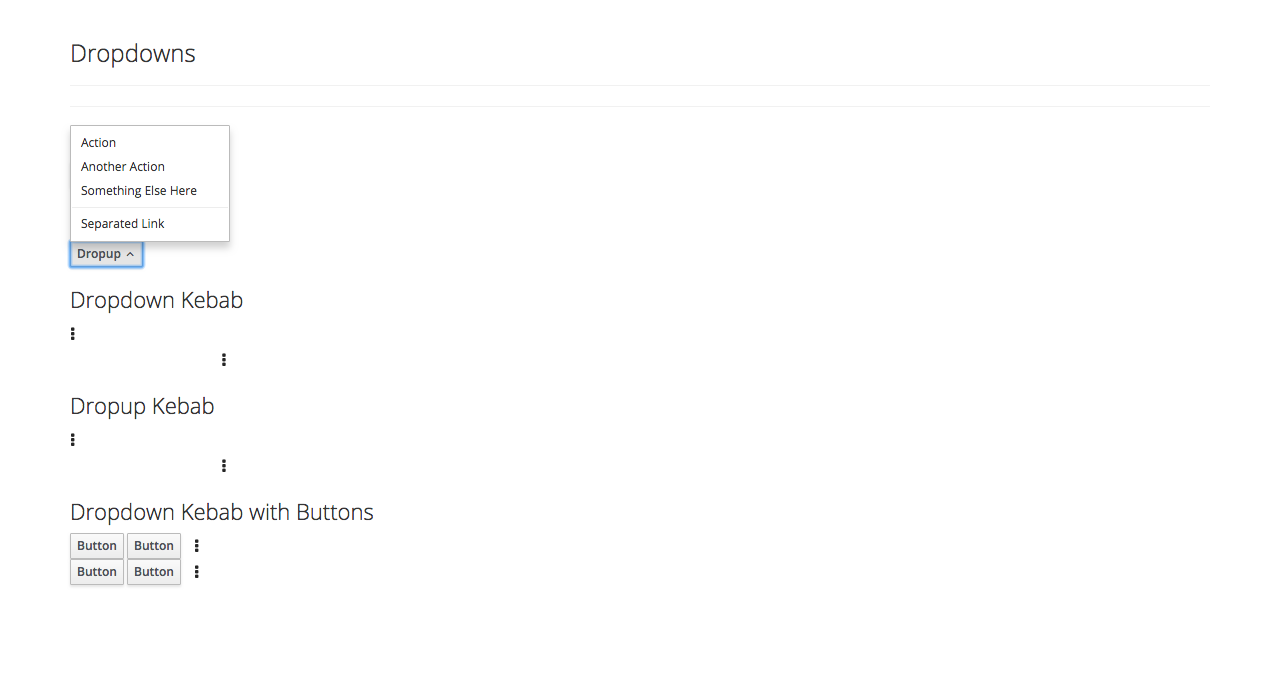 Dropdowns
Action
Another Action
Something Else Here
Separated Link
Dropup
Dropdown Kebab
Dropup Kebab
Dropdown Kebab with Buttons
Button Button
Button Button